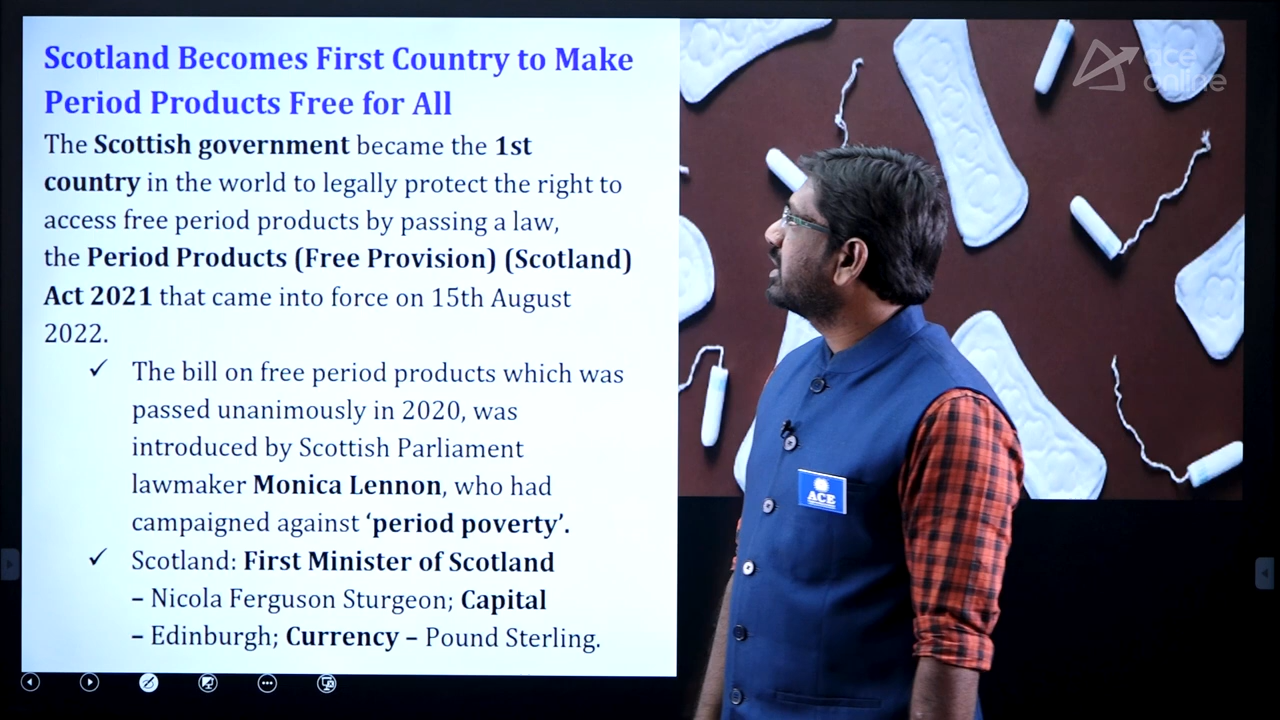 Scotland Becomes First Country to Make
Period Products Free for All
The Scottish government became the 1st
country in the world to legally protect the right to
access free period products by passing a law,
the Period Products (Free Provision) (Scotland)
Act 2021 that came into force on 15th August
2022.
✓ The bill on free period products which was
passed unanimously in 2020, was
introduced by Scottish Parliament
lawmaker Monica Lennon, who had
campaigned against ‘period poverty’.
✓ Scotland: First Minister of Scotland
– Nicola Ferguson Sturgeon; Capital
– Edinburgh; Currency – Pound Sterling.
ace
online
ACE